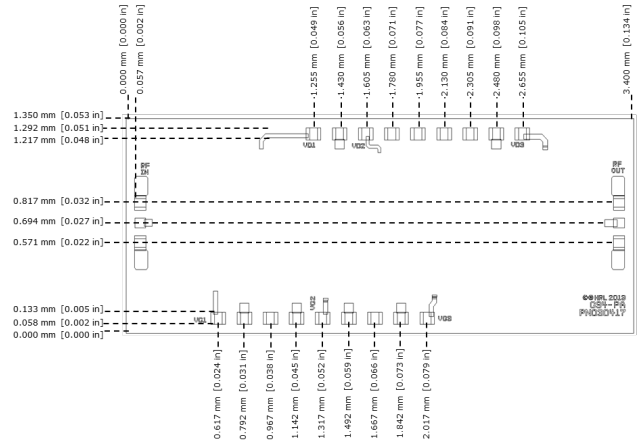 0.000 mm [0.000 in]
0.057 mm [0.002 in]
-1.255 mm [0.049 in]
-1.430 mm [0.056 in]
-1.605 mm [0.063 in]
-1.780 mm [0.071 in]
-1.955 mm [0.077 in]
-2.130 mm [0.084 in]
-2.305 mm [0.091 in]
-2.480 mm [0.098 in]
-2.655 mm [0.105 in]
3.400 mm [0.134 in]
1.350 mm [0.053 in]
1.292 mm [0.051 in]
1.217 mm [0.048 in]
VD1
VD2
VD3
RF
IN
RF
OUT
0.817 mm [0.032 in]
0.694 mm [0.027 in]
0.571 mm [0.022 in]
0.133 mm [0.005 in]
0.058 mm [0.002 in]
0.000 mm [0.000 in]
VG1
VG2
VG3
HRL 2013
PN030417
0.617 mm [0.024 in]
0.792 mm [0.031 in]
0.967 mm [0.038 in]
1.142 mm [0.045 in]
1.317 mm [0.052 in]
1.492 mm [0.059 in]
1.667 mm [0.066 in]
1.842 mm [0.073 in]
2.017 mm [0.079 in]